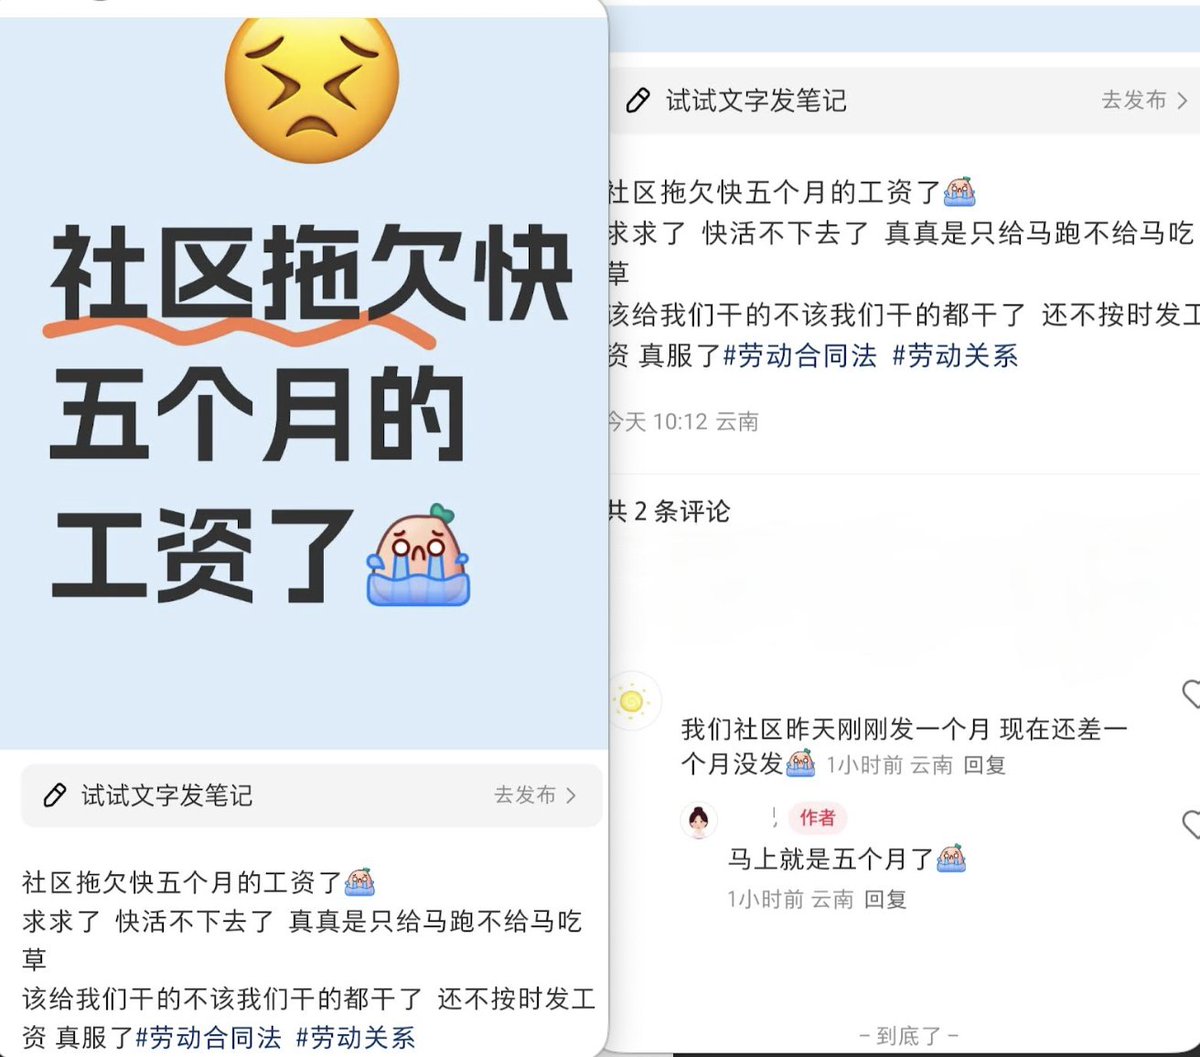 社区拖欠快
五个月的
工资了
试试文字发笔记
去发布
社区拖欠快五个月的工资了
求求了 快活不下去了 真真是只给马跑不给马吃
草
该给我们干的不该我们干的都干了 还不按时发工
资 真服了#劳动合同法 #劳动关系
试试文字发笔记
去发布
社区拖欠快五个月的工资了
求求了 快活不下去了 真真是只给马跑不给马吃
草
该给我们干的不该我们干的都干了 还不按时发工
资 真服了#劳动合同法 #劳动关系
今天 10:12 云南
共 2 条评论
我们社区昨天刚刚发一个月 现在还差一
个月没发 1小时前 云南 回复
作者
马上就是五个月了
1小时前 云南 回复
- 到底了 -